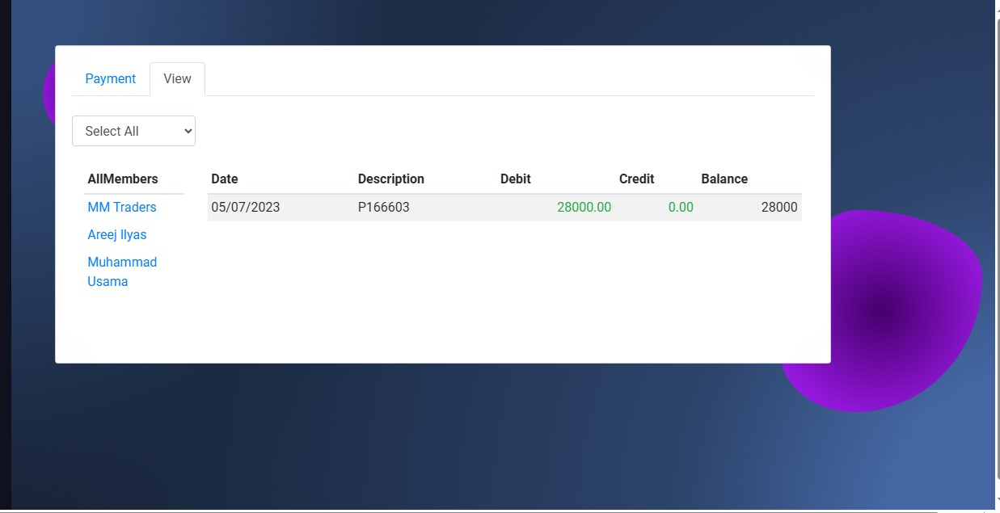 Payment View
Select All
AllMembers Date Description Debit Credit Balance
MM Traders 05/07/2023 P166603 28000.00 0.00 28000
Areej Ilyas
Muhammad
Usama